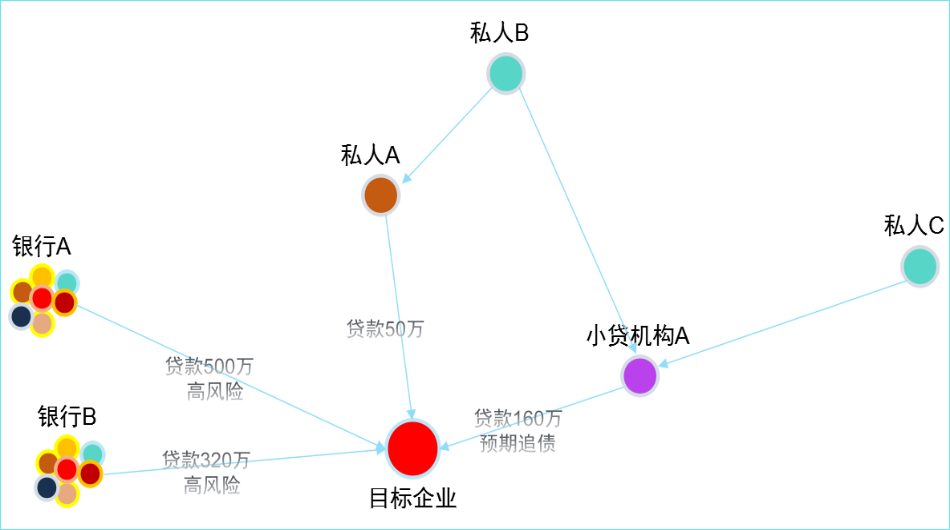 私人B
私人A
私人C
银行A
贷款50万
小贷机构A
贷款500万
高风险
银行B
贷款160万
预期追债
贷款320万
高风险
目标企业